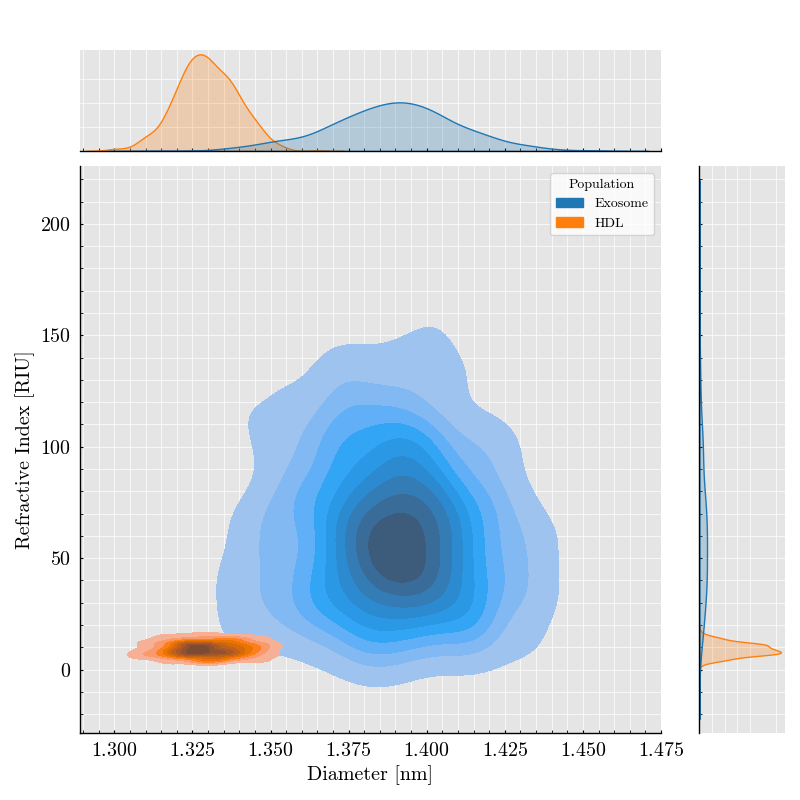 Population
Exosome
HDL
200
150
100
50
0
Refractive Index [RIU]
1.300 1.325 1.350 1.375 1.400 1.425 1.450 1.475
Diameter [nm]